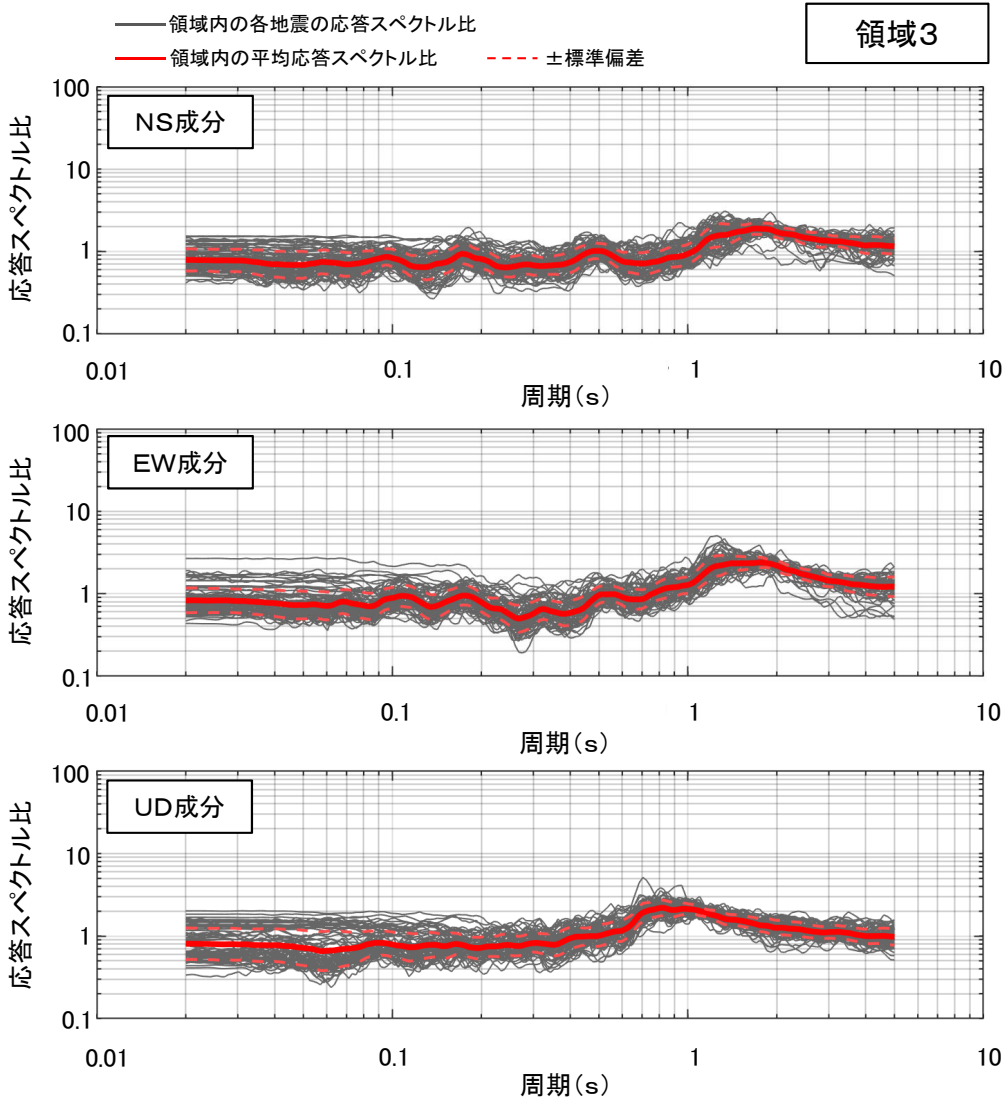 領域内の各地震の応答スペクトル比
領域内の平均応答スペクトル比 ±標準偏差
領域3
NS成分
応答スペクトル比
100
10
1
0.1
0.01 0.1 1 10
周期(s)
EW成分
応答スペクトル比
100
10
1
0.1
0.01 0.1 1 10
周期(s)
UD成分
応答スペクトル比
100
10
1
0.1
0.01 0.1 1 10
周期(s)